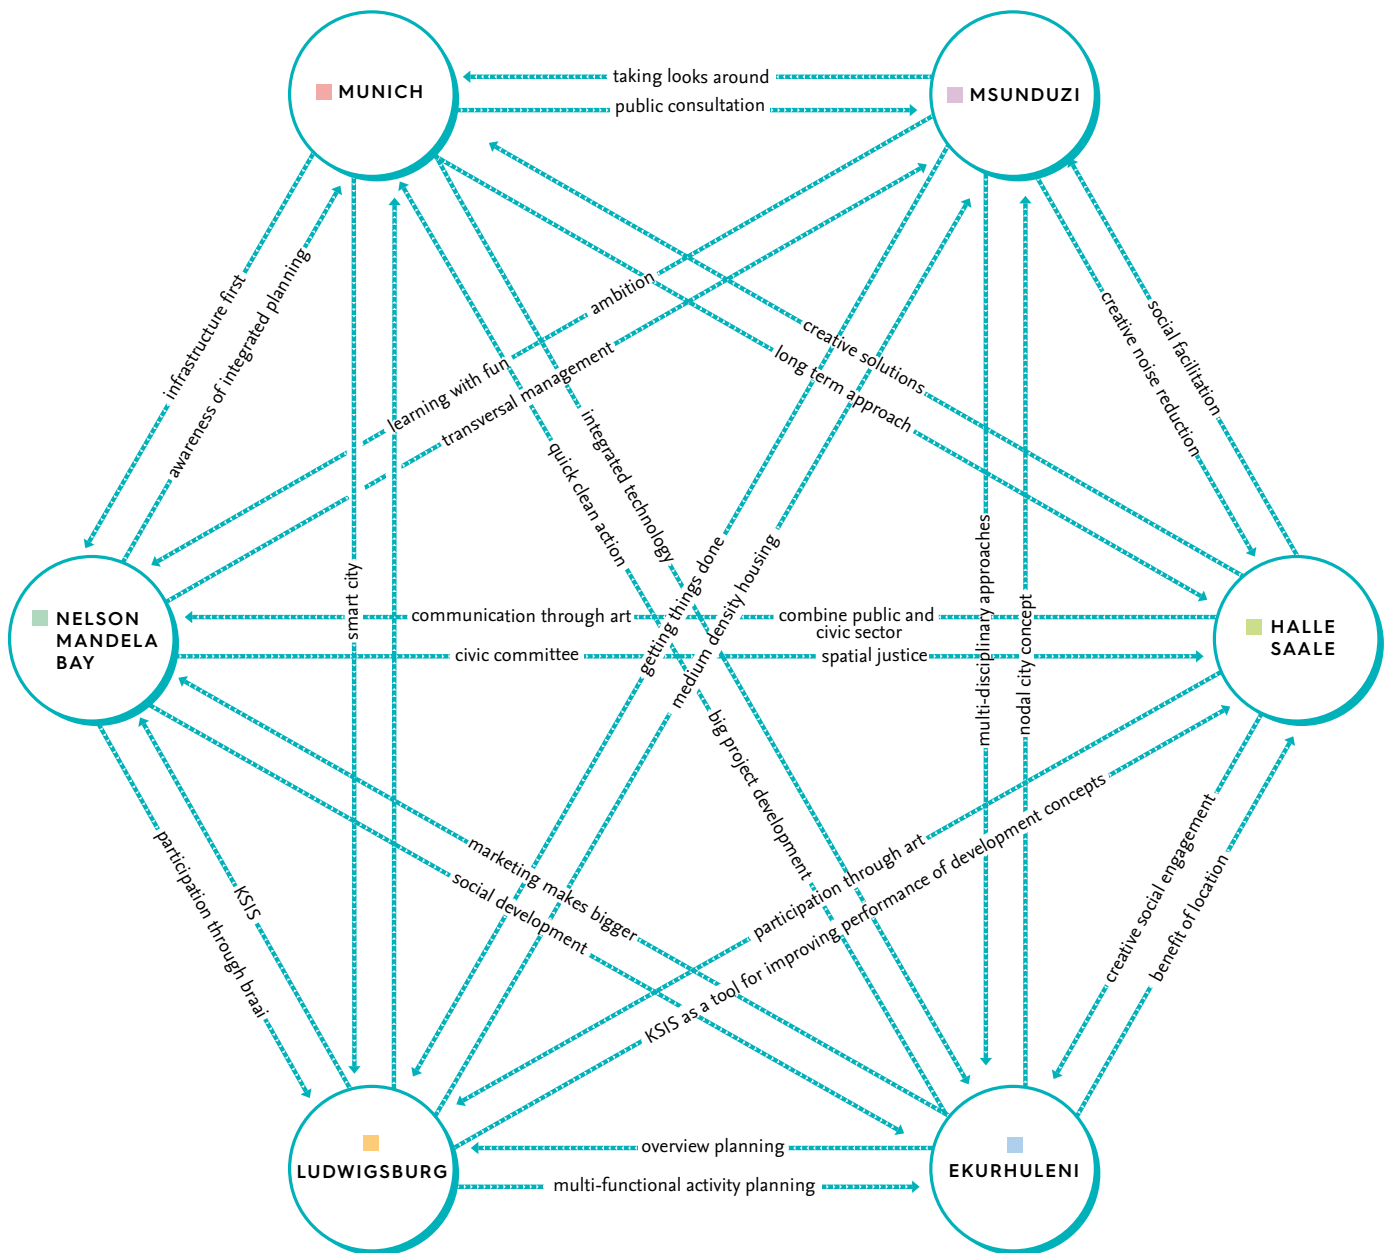 taking looks around
MUNICH
MSUNDUZI
public consultation
infrastructure first
awareness of integrated planning
ambition
learning with fun
transversal management
creative solutions
long term approach
creative noise reduction
social facilitation
integrated technology
quick clean action
getting things done
medium density housing
multi-disciplinary approaches
nodal city concept
smart city
communication through art
combine public and
civic sector
civic committee
spatial justice
NELSON
MANDELA
BAY
HALLE
SAALE
big project development
marketing makes bigger
social development
participation through braai
KSIS
participation through art
KSIS as a tool for improving performance of development concepts
creative social engagement
benefit of location
overview planning
LUDWIGSBURG
EKURHULENI
multi-functional activity planning